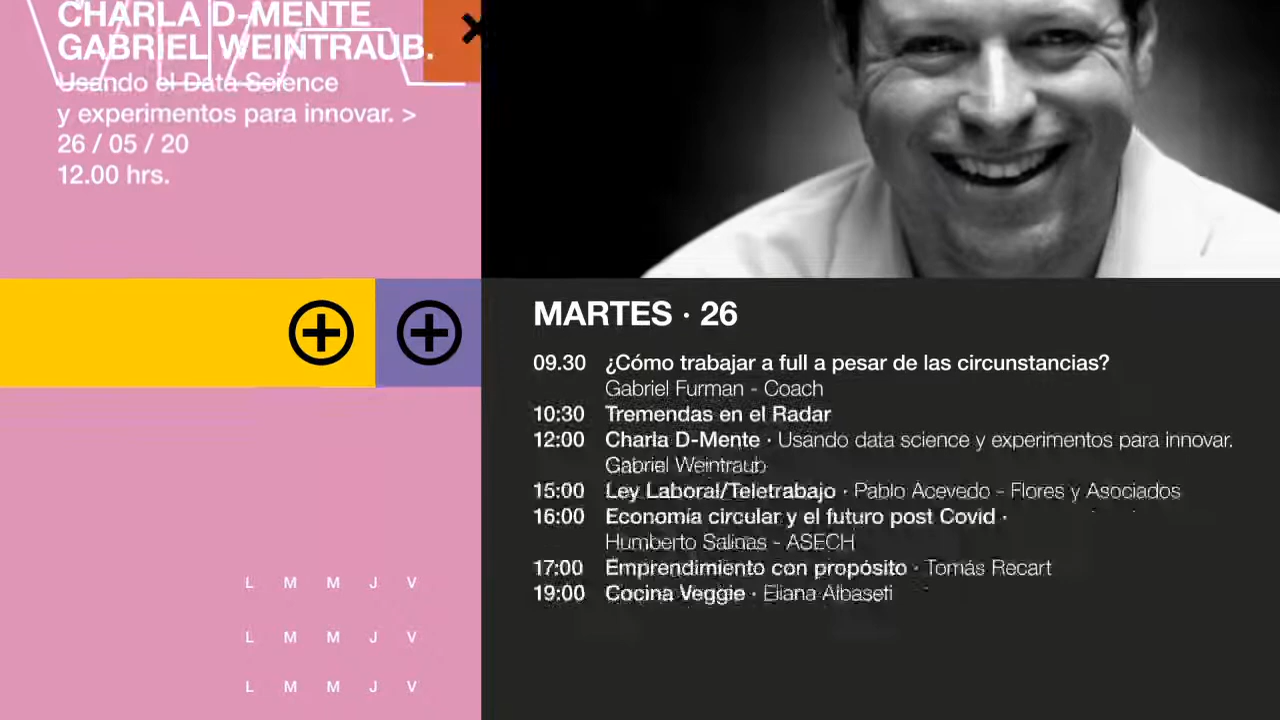 CHARLA D-MENTE
GABRIEL WEINTRAUB.
Usando el Data Science
y experimentos para innovar. >
26 / 05 / 20
12.00 hrs.
MARTES · 26
09.30 ¿Cómo trabajar a full a pesar de las circunstancias?
Gabriel Furman - Coach
10:30 Tremendas en el Radar
12:00 Charla D-Mente · Usando data science y experimentos para innovar.
Gabriel Weintraub
15:00 Ley Laboral/Teletrabajo · Pablo Acevedo - Flores y Asociados
16:00 Economía circular y el futuro post Covid ·
Humberto Salinas - ASECH
17:00 Emprendimiento con propósito · Tomás Recart
19:00 Cocina Veggie · Eliana Albaseti
L M M J V
L M M J V
L M M J V